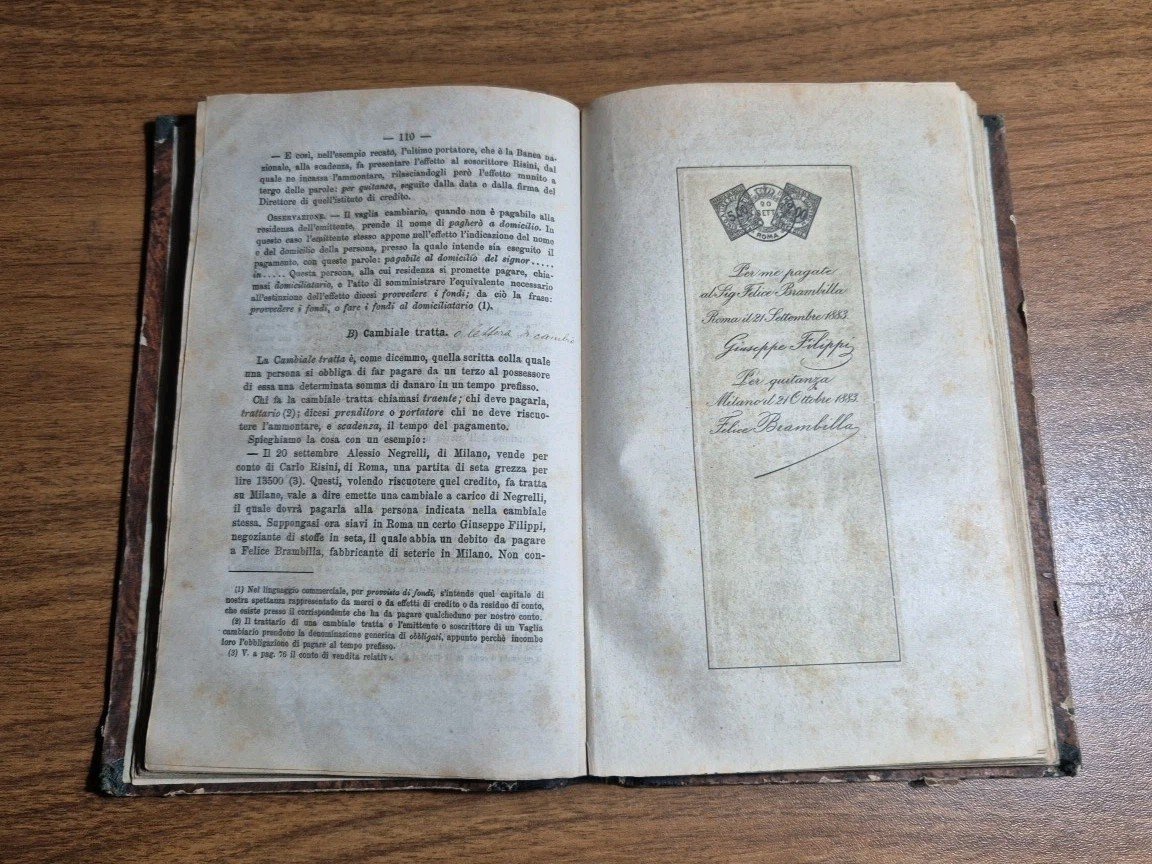 — 110 —
— E così, nell'esempio recato, l'ultimo portatore, che è la Banca na-
zionale, alla scadenza, fa presentare l'effetto al soscrittore Risini, dal
quale ne incassa l'ammontare, rilasciandogli però l'effetto munito a
tergo delle parole: per quitanza, seguito dalla data e dalla firma del
Direttore di quell'istituto di credito.
OSSERVAZIONE. — Il vaglia cambiario, quando non è pagabile alla
residenza dell'emittente, prende il nome di pagherò a domicilio. In
questo caso l'emittente stesso appone nell'effetto l'indicazione del nome
e del domicilio della persona, presso la quale intende sia eseguito il
pagamento, con queste parole: pagabile al domicilio del signor.....
in..... Questa persona, alla cui residenza si promette pagare, chia-
masi domiciliatario, e l'atto di somministrare l'equivalente necessario
all'estinzione dell'effetto dicesi provvedere i fondi; da ciò la frase:
provvedere i fondi, o fare i fondi al domiciliatario (1).
B) Cambiale tratta. o lettera di cambio
La Cambiale tratta è, come dicemmo, quella scritta colla quale
una persona si obbliga di far pagare da un terzo al possessore
di essa una determinata somma di danaro in un tempo prefisso.
Chi fa la cambiale tratta chiamasi traente; chi deve pagarla,
trattario (2); dicesi prenditore o portatore chi ne deve riscuo-
tere l'ammontare, e scadenza, il tempo del pagamento.
Spieghiamo la cosa con un esempio:
— Il 20 settembre Alessio Negrelli, di Milano, vende per
conto di Carlo Risini, di Roma, una partita di seta grezza per
lire 13500 (3). Questi, volendo riscuotere quel credito, fa tratta
su Milano, vale a dire emette una cambiale a carico di Negrelli,
il quale dovrà pagarla alla persona indicata nella cambiale
stessa. Suppongasi ora siavi in Roma un certo Giuseppe Filippi,
negoziante di stoffe in seta, il quale abbia un debito da pagare
a Felice Brambilla, fabbricante di seterie in Milano. Non con-
(1) Nel linguaggio commerciale, per provvista di fondi, s'intende quel capitale di
nostra spettanza rappresentato da merci o da effetti di credito o da residuo di conto,
che esiste presso il corrispondente che ha da pagare qualcheduno per nostro conto.
(2) Il trattario di una cambiale tratta e l'emittente o soscrittore di un Vaglia
cambiario prendono la denominazione generica di obbligati, appunto perchè incombe
loro l'obbligazione di pagare al tempo prefisso.
(3) V. a pag. 76 il conto di vendita relativo.
20
SETT
ROMA
Per me pagate
al Sig Felice Brambilla
Roma il 21 Settembre 1883.
Giuseppe Filippi
Per quitanza
Milano il 21 Ottobre 1883.
Felice Brambilla